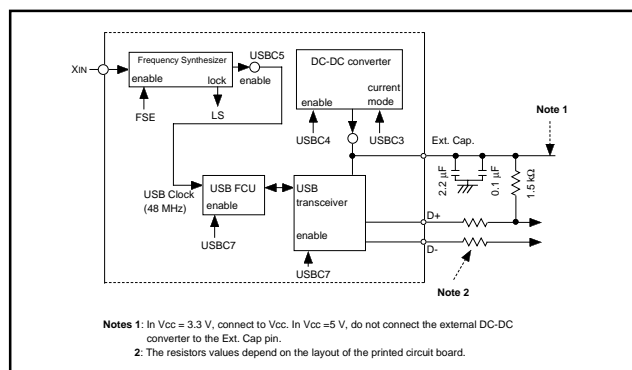 Frequency Synthesizer
USBC5
XIN
enable
lock
enable
FSE
LS
DC-DC converter
current
mode
enable
USBC4
USBC3
Note 1
Ext. Cap.
2.2 µF
0.1 µF
1.5 kΩ
USB Clock
(48 MHz)
USB FCU
enable
USBC7
USB
transceiver
enable
USBC7
D+
D-
Note 2
Notes 1: In Vcc = 3.3 V, connect to Vcc. In Vcc =5 V, do not connect the external DC-DC
converter to the Ext. Cap pin.
2: The resistors values depend on the layout of the printed circuit board.